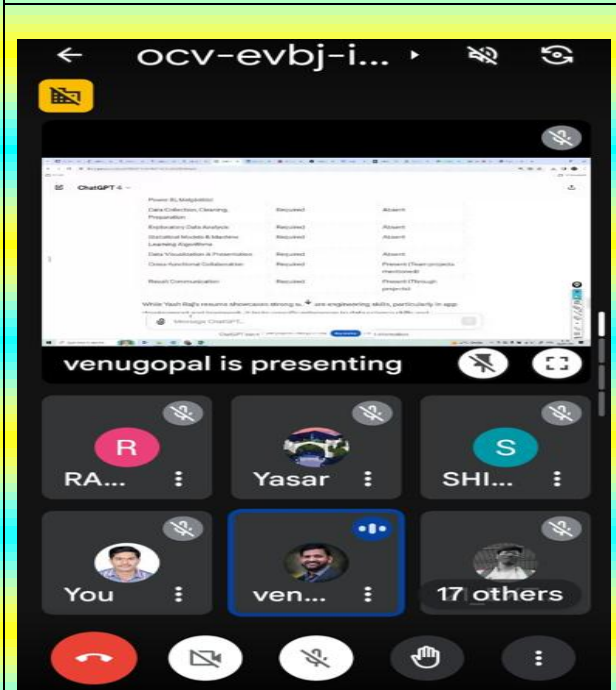 ocv-evbj-i...
ChatGPT 4
Power BI, Matplotlib)
Data Collection, Cleaning, Preparation
Required
Absent
Exploratory Data Analysis
Required
Absent
Statistical Models & Machine Learning Algorithms
Required
Absent
Data Visualization & Presentation
Required
Absent
Cross-functional Collaboration
Required
Present (Team projects mentioned)
Result Communication
Required
Present (Through projects)
While Yash Raj's resume showcases strong are engineering skills, particularly in app
Message ChatGPT...
venugopal is presenting
R
S
RA...
Yasar
SHI...
You
ven...
17 others